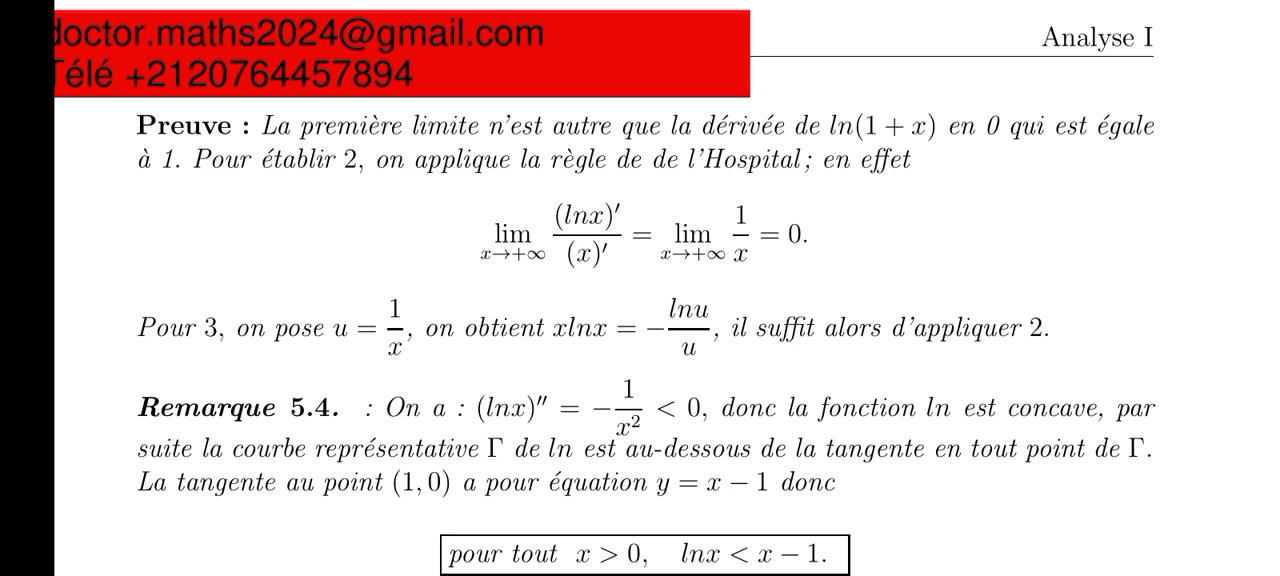 doctor.maths2024@gmail.com
Télé +2120764457894
Analyse I
Preuve : La première limite n'est autre que la dérivée de ln(1 + x) en 0 qui est égale
à 1. Pour établir 2, on applique la règle de de l'Hospital ; en effet
lim_{x→+∞} (lnx)′/(x)′ = lim_{x→+∞} 1/x = 0.
Pour 3, on pose u = 1/x, on obtient xlnx = −lnu/u, il suffit alors d'appliquer 2.
Remarque 5.4. : On a : (lnx)″ = −1/x² < 0, donc la fonction ln est concave, par
suite la courbe représentative Γ de ln est au-dessous de la tangente en tout point de Γ.
La tangente au point (1, 0) a pour équation y = x − 1 donc
pour tout x > 0, lnx < x − 1.